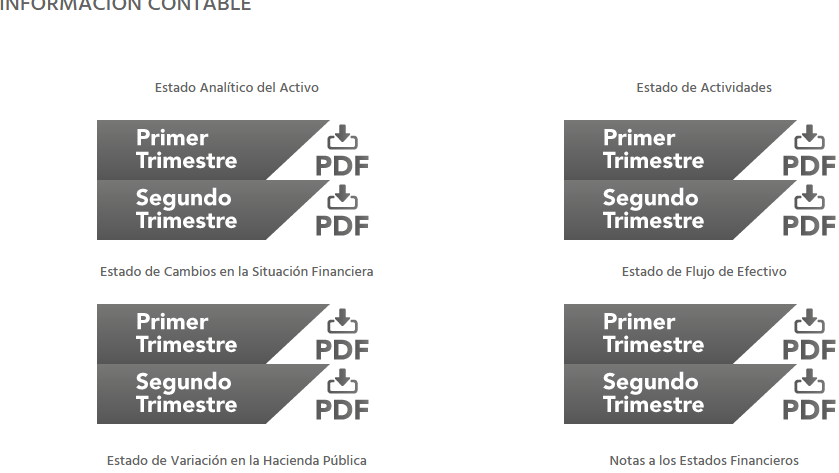 INFORMACIÓN CONTABLE
Estado Analítico del Activo
Primer
Trimestre
PDF
Segundo
Trimestre
PDF
Estado de Actividades
Primer
Trimestre
PDF
Segundo
Trimestre
PDF
Estado de Cambios en la Situación Financiera
Primer
Trimestre
PDF
Segundo
Trimestre
PDF
Estado de Flujo de Efectivo
Primer
Trimestre
PDF
Segundo
Trimestre
PDF
Estado de Variación en la Hacienda Pública
Notas a los Estados Financieros